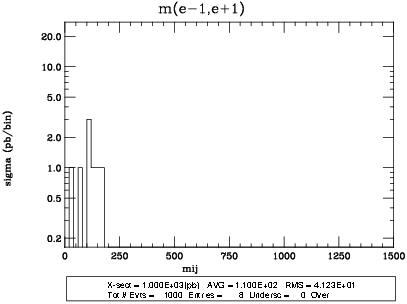 m(e-1,e+1)
20.0
10.0
5.0
2.0
1.0
0.5
0.2
sigma (pb/bin)
0 250 500 750 1000 1250 1500
mij
X-sect = 1.000E+03(pb) AVG = 1.100E+02 RMS = 4.123E+01
Tot # Evts = 1000 Entries = 8 Undersc = 0 Over